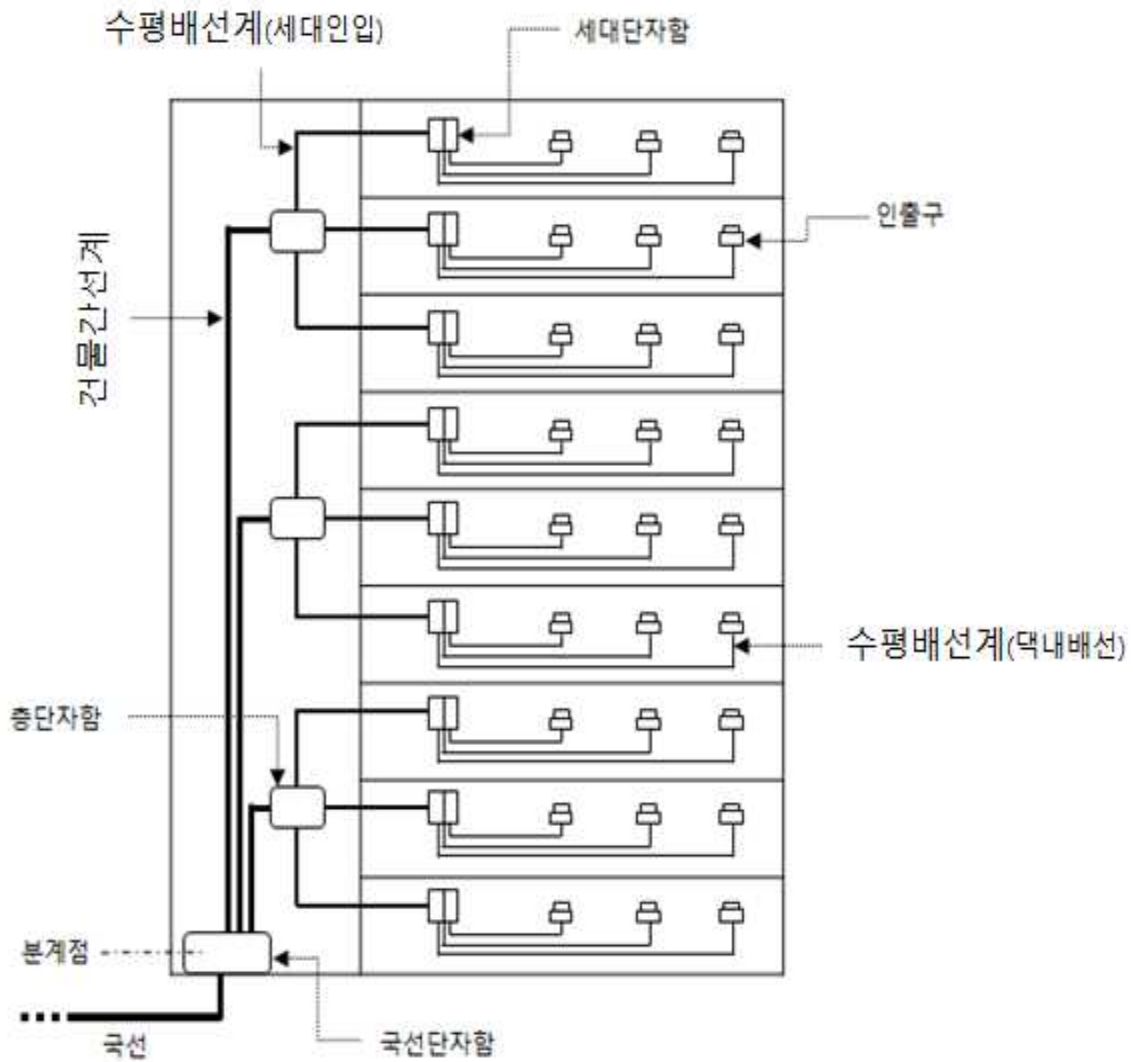 수평배선계(세대인입)
세대단자함
인출구
건물간선계
수평배선계(댁내배선)
층단자함
분계점
국선단자함
국선